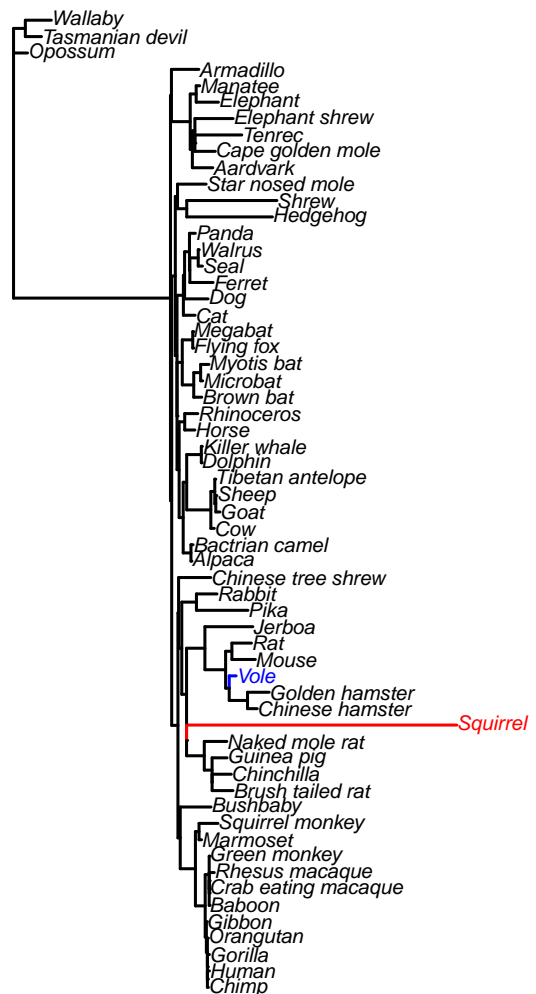 Wallaby
Tasmanian devil
Opossum
Armadillo
Manatee
Elephant
Elephant shrew
Tenrec
Cape golden mole
Aardvark
Star nosed mole
Shrew
Hedgehog
Panda
Walrus
Seal
Ferret
Dog
Cat
Megabat
Flying fox
Myotis bat
Microbat
Brown bat
Rhinoceros
Horse
Killer whale
Dolphin
Tibetan antelope
Sheep
Goat
Cow
Bactrian camel
Alpaca
Chinese tree shrew
Rabbit
Pika
Jerboa
Rat
Mouse
Vole
Golden hamster
Chinese hamster
Squirrel
Naked mole rat
Guinea pig
Chinchilla
Brush tailed rat
Bushbaby
Squirrel monkey
Marmoset
Green monkey
Rhesus macaque
Crab eating macaque
Baboon
Gibbon
Orangutan
Gorilla
Human
Chimp